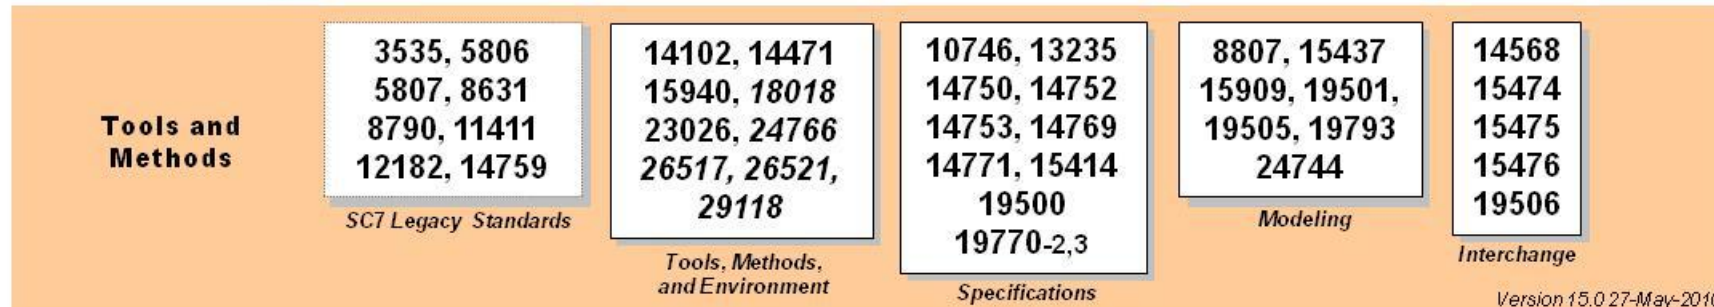 Tools and
Methods
3535, 5806
5807, 8631
8790, 11411
12182, 14759
SC7 Legacy Standards
14102, 14471
15940, 18018
23026, 24766
26517, 26521,
29118
Tools, Methods,
and Environment
10746, 13235
14750, 14752
14753, 14769
14771, 15414
19500
19770-2,3
Specifications
8807, 15437
15909, 19501,
19505, 19793
24744
Modeling
14568
15474
15475
15476
19506
Interchange
Version 15.0 27-May-2010